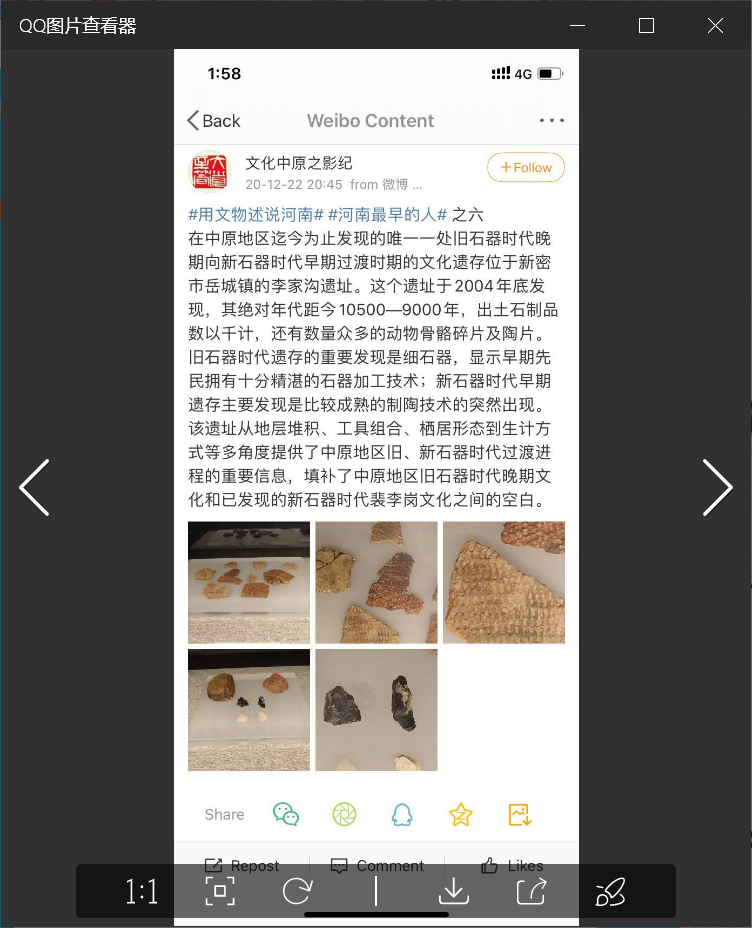 QQ图片查看器
1:58
4G
Back
Weibo Content
文化中原之影纪
20-12-22 20:45 from 微博 ...
+Follow
#用文物述说河南# #河南最早的人# 之六
在中原地区迄今为止发现的唯一一处旧石器时代晚
期向新石器时代早期过渡时期的文化遗存位于新密
市岳城镇的李家沟遗址。这个遗址于2004年底发
现，其绝对年代距今10500—9000年，出土石制品
数以千计，还有数量众多的动物骨骼碎片及陶片。
旧石器时代遗存的重要发现是细石器，显示早期先
民拥有十分精湛的石器加工技术；新石器时代早期
遗存主要发现是比较成熟的制陶技术的突然出现。
该遗址从地层堆积、工具组合、栖居形态到生计方
式等多角度提供了中原地区旧、新石器时代过渡进
程的重要信息，填补了中原地区旧石器时代晚期文
化和已发现的新石器时代裴李岗文化之间的空白。
Share
Repost
Comment
Likes
1:1